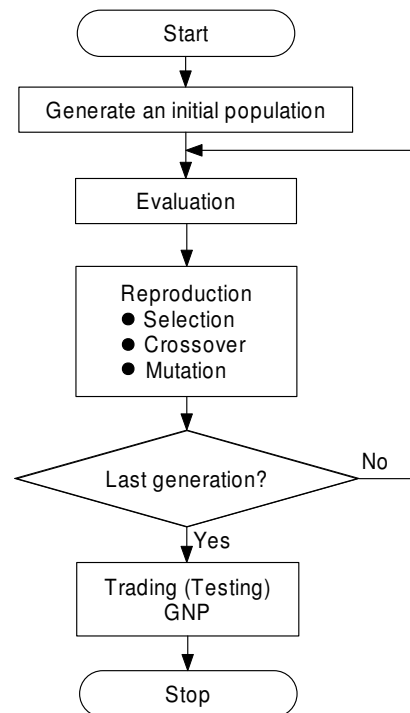 Start
Generate an initial population
Evaluation
Reproduction
● Selection
● Crossover
● Mutation
Last generation?
No
Yes
Trading (Testing)
GNP
Stop